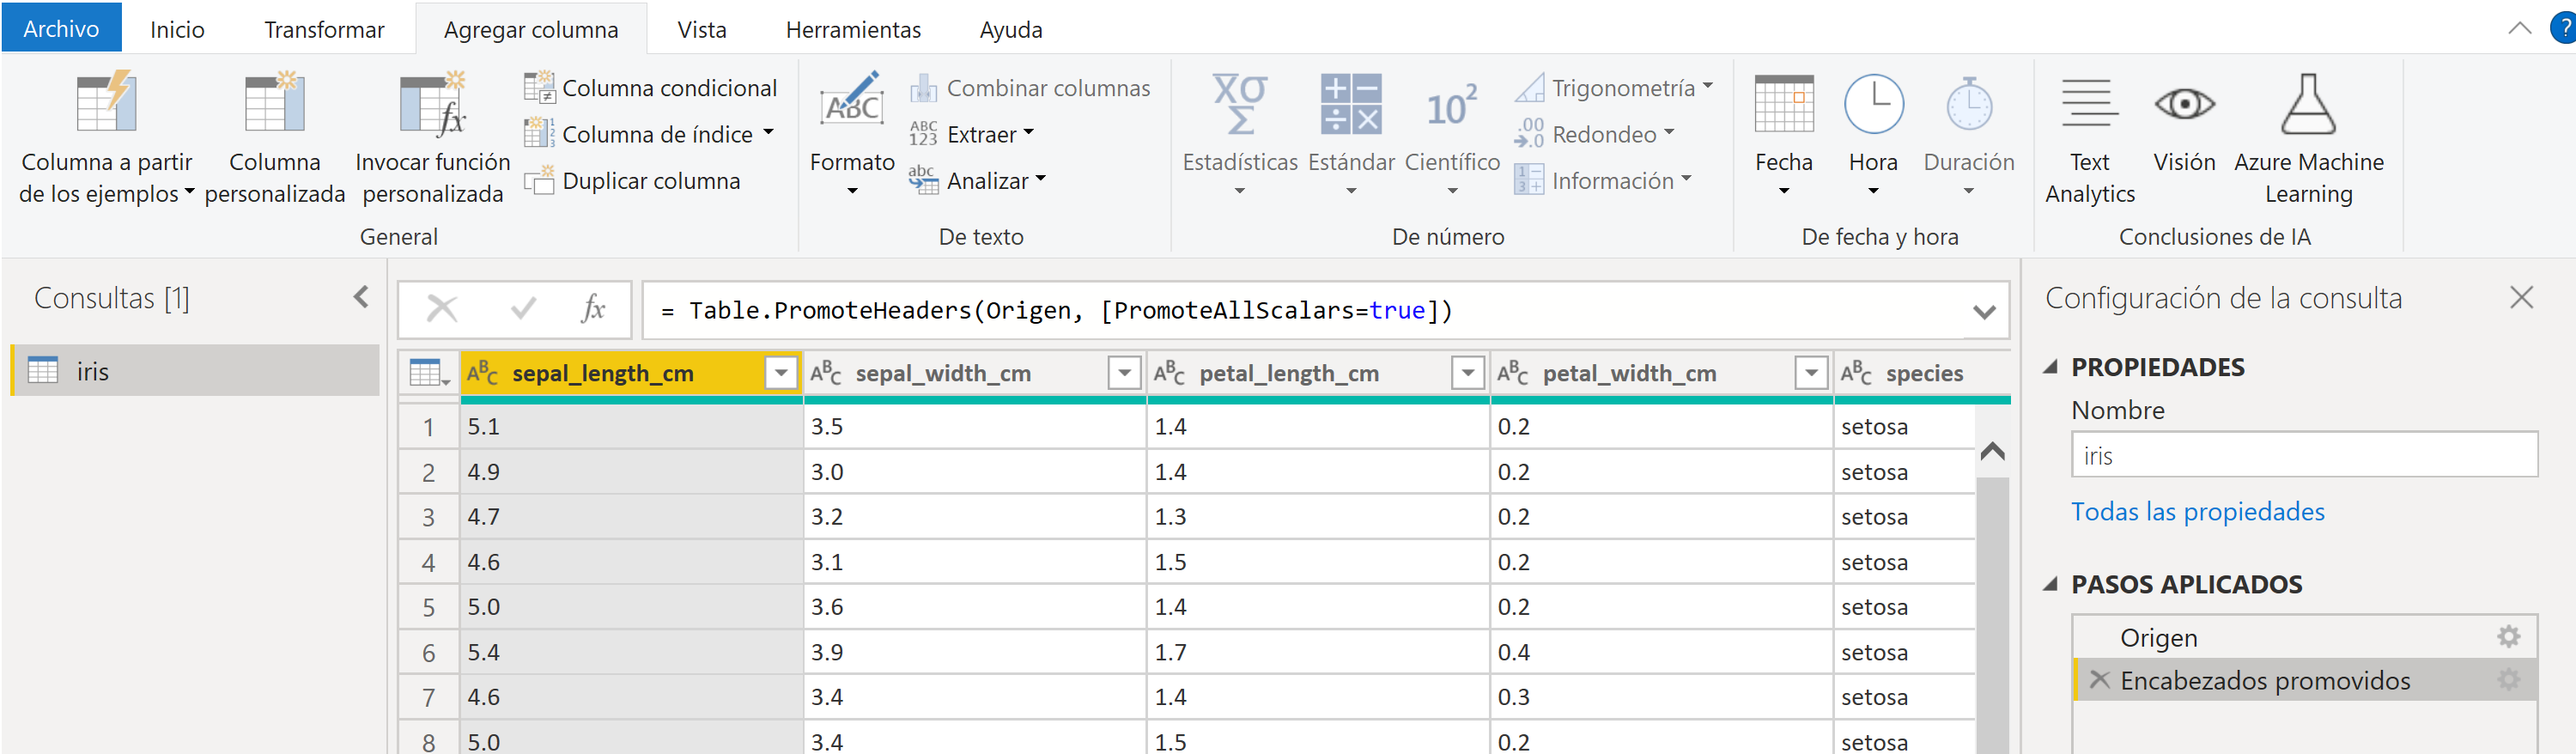 Archivo Inicio Transformar Agregar columna Vista Herramientas Ayuda
Columna a partir
de los ejemplos
Columna
personalizada
Invocar función
personalizada
Columna condicional
Columna de índice
Duplicar columna
General
Formato
Combinar columnas
Extraer
Analizar
De texto
Estadísticas
Estándar
Científico
Trigonometría
Redondeo
Información
De número
Fecha
Hora
Duración
De fecha y hora
Text
Analytics
Visión
Azure Machine
Learning
Conclusiones de IA
Consultas [1]
iris
= Table.PromoteHeaders(Origen, [PromoteAllScalars=true])
sepal_length_cm sepal_width_cm petal_length_cm petal_width_cm species
1 5.1 3.5 1.4 0.2 setosa
2 4.9 3.0 1.4 0.2 setosa
3 4.7 3.2 1.3 0.2 setosa
4 4.6 3.1 1.5 0.2 setosa
5 5.0 3.6 1.4 0.2 setosa
6 5.4 3.9 1.7 0.4 setosa
7 4.6 3.4 1.4 0.3 setosa
8 5.0 3.4 1.5 0.2 setosa
Configuración de la consulta
PROPIEDADES
Nombre
iris
Todas las propiedades
PASOS APLICADOS
Origen
Encabezados promovidos